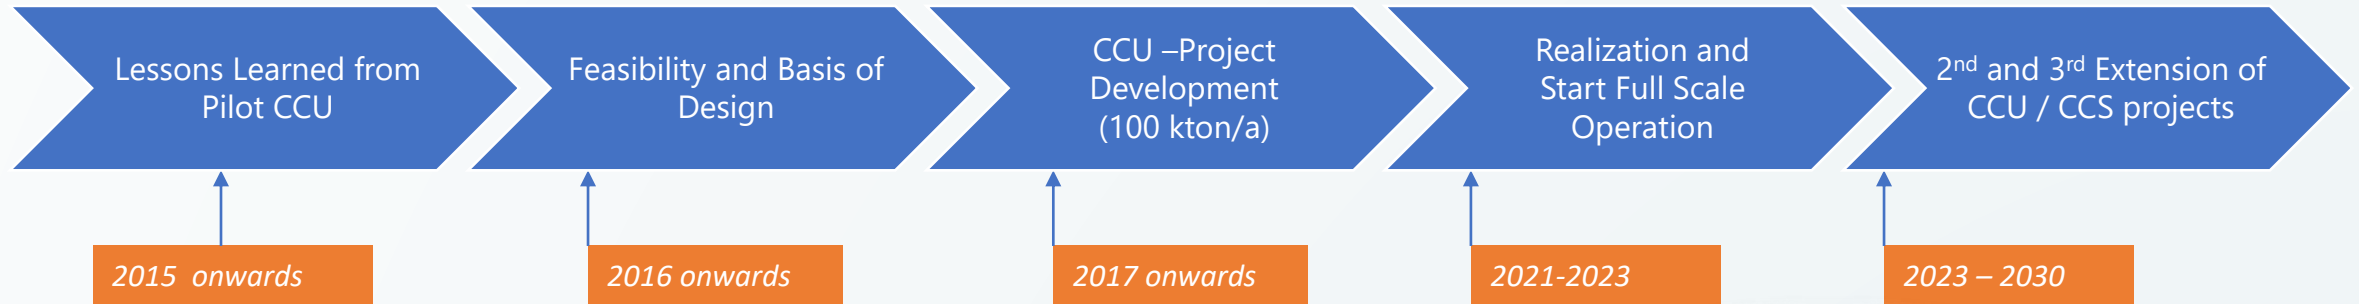 Lessons Learned from
Pilot CCU
Feasibility and Basis of
Design
CCU –Project
Development
(100 kton/a)
Realization and
Start Full Scale
Operation
2nd and 3rd Extension of
CCU / CCS projects
2015 onwards
2016 onwards
2017 onwards
2021-2023
2023 – 2030